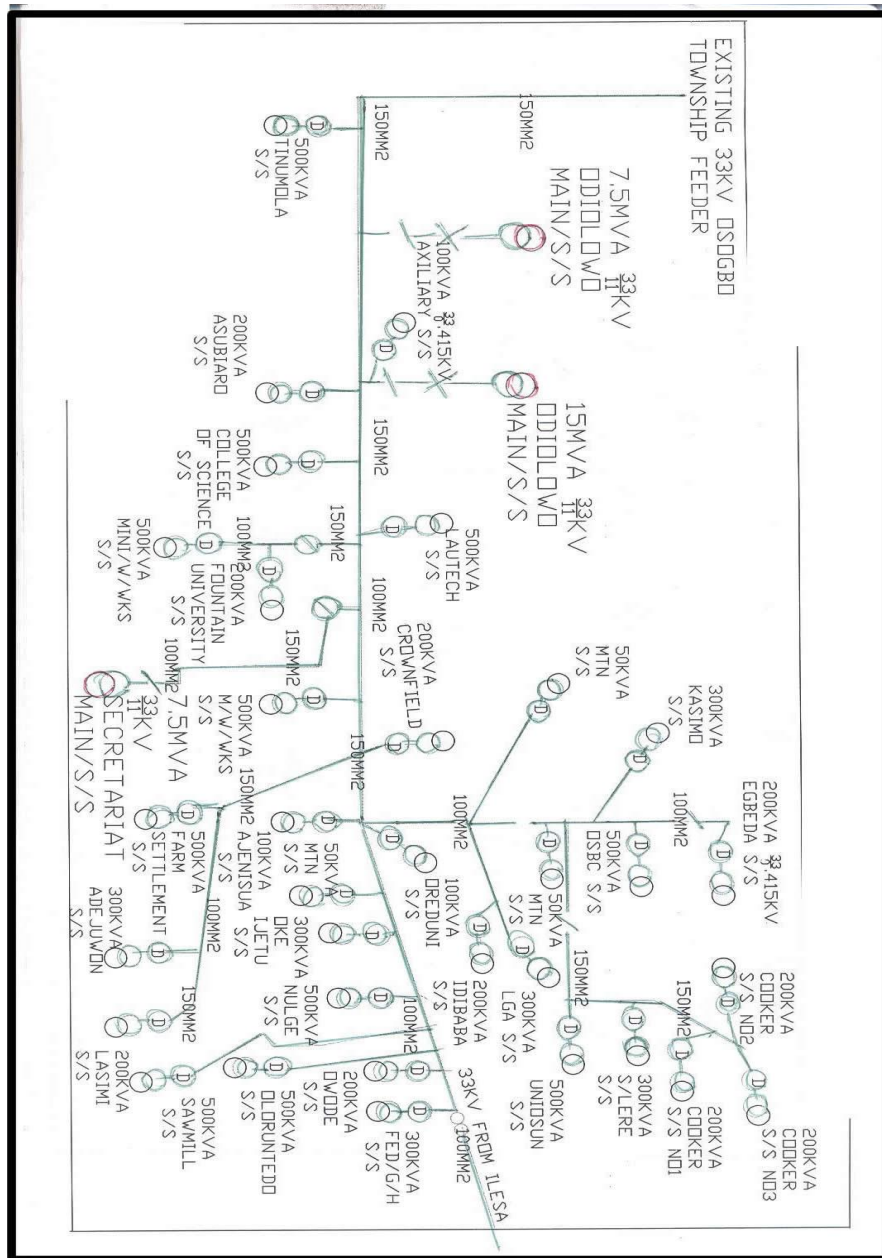 EXISTING 33KV OSOGBO
TOWNSHIP FEEDER
150MM2
150MM2
D
500KVA
TINUMOLA
S/S
7.5MVA 33/11KV
ODIOLOWO
MAIN/S/S
100KVA 33/0.415KV
AXILIARY S/S
D
15MVA 33/11KV
ODIOLOWO
MAIN/S/S
D
200KVA
ASUBIARO
S/S
150MM2
D
500KVA
COLLEGE
OF SCIENCE
S/S
D
500KVA
LAUTECH
S/S
150MM2
100MM2
D
500KVA
MINI/W/WKS
S/S
D
200KVA
FOUNTAIN
UNIVERSITY
S/S
100MM2
150MM2
100MM2
7.5MVA
33/11KV
SECRETARIAT
MAIN/S/S
D
500KVA
M/W/WKS
S/S
D
200KVA
CROWNFIELD
S/S
150MM2
150MM2
D
500KVA
FARM
SETTLEMENT
S/S
100MM2
D
300KVA
ADEJUWON
S/S
150MM2
D
200KVA
LASIMI
S/S
D
50KVA
MTN
S/S
D
100KVA
AJENISUA
S/S
D
300KVA
OKE
IJETU
S/S
D
500KVA
NULGE
S/S
D
500KVA
SAWMILL
S/S
D
500KVA
OLORUNTEDO
S/S
100MM2
D
200KVA
OWODE
S/S
D
300KVA
FED/G/H
S/S
33KV FROM ILESA
100MM2
D
100KVA
OREDUNI
S/S
100MM2
D
200KVA
IDIBABA
S/S
D
300KVA
LGA S/S
D
50KVA
MTN
S/S
D
50KVA
MTN
S/S
D
300KVA
KASIMO
S/S
D
500KVA
OSBC S/S
100MM2
D
200KVA 33/0.415KV
EGBEDA S/S
150MM2
D
500KVA
UNIOSUN
S/S
D
300KVA
S/LERE
S/S
150MM2
D
200KVA
COOKER
S/S NO1
D
200KVA
COOKER
S/S NO2
D
200KVA
COOKER
S/S NO3